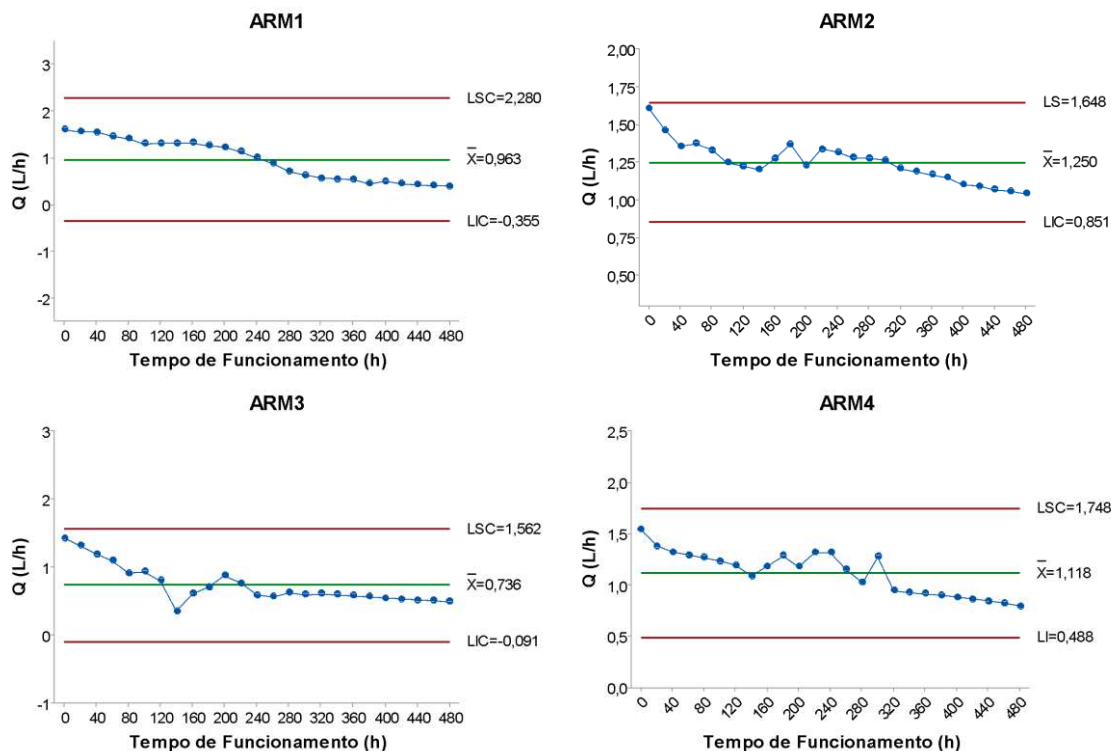 ARM1
3
2
1
0
-1
-2
Q (L/h)
LSC=2,280
X̅=0,963
LIC=-0,355
0 40 80 120 160 200 240 280 320 360 400 440 480
Tempo de Funcionamento (h)
ARM2
2,00
1,75
1,50
1,25
1,00
0,75
0,50
Q (L/h)
LS=1,648
X̅=1,250
LIC=0,851
0 40 80 120 160 200 240 280 320 360 400 440 480
Tempo de Funcionamento (h)
ARM3
3
2
1
0
-1
Q (L/h)
LSC=1,562
X̅=0,736
LIC=-0,091
0 40 80 120 160 200 240 280 320 360 400 440 480
Tempo de Funcionamento (h)
ARM4
2,5
2,0
1,5
1,0
0,5
0,0
Q (L/h)
LSC=1,748
X̅=1,118
LI=0,488
0 40 80 120 160 200 240 280 320 360 400 440 480
Tempo de Funcionamento (h)